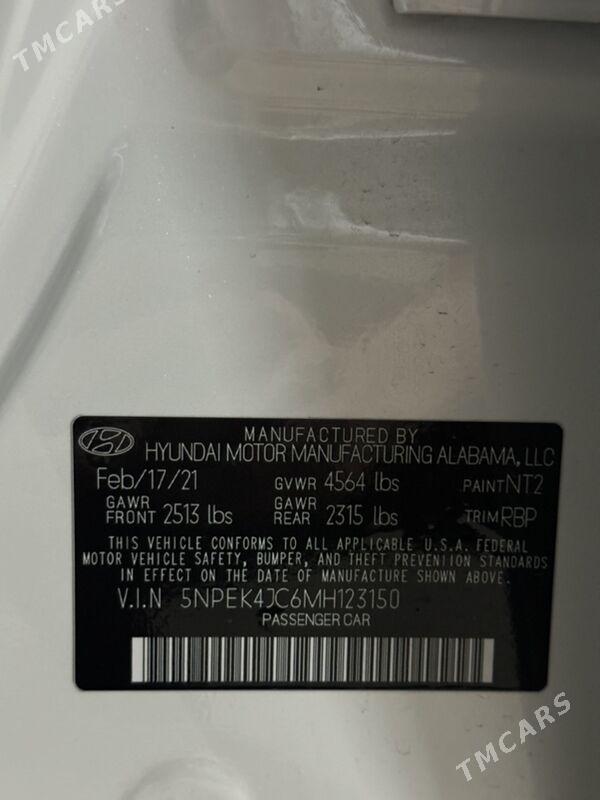 TMCARS
MANUFACTURED BY
HYUNDAI MOTOR MANUFACTURING ALABAMA, LLC
Feb/17/21 GVWR 4564 lbs PAINT NT2
GAWR FRONT 2513 lbs GAWR REAR 2315 lbs TRIM RBP
THIS VEHICLE CONFORMS TO ALL APPLICABLE U.S.A. FEDERAL
MOTOR VEHICLE SAFETY, BUMPER, AND THEFT PREVENTION STANDARDS
IN EFFECT ON THE DATE OF MANUFACTURE SHOWN ABOVE.
V.I.N 5NPEK4JC6MH123150
PASSENGER CAR
TMCARS